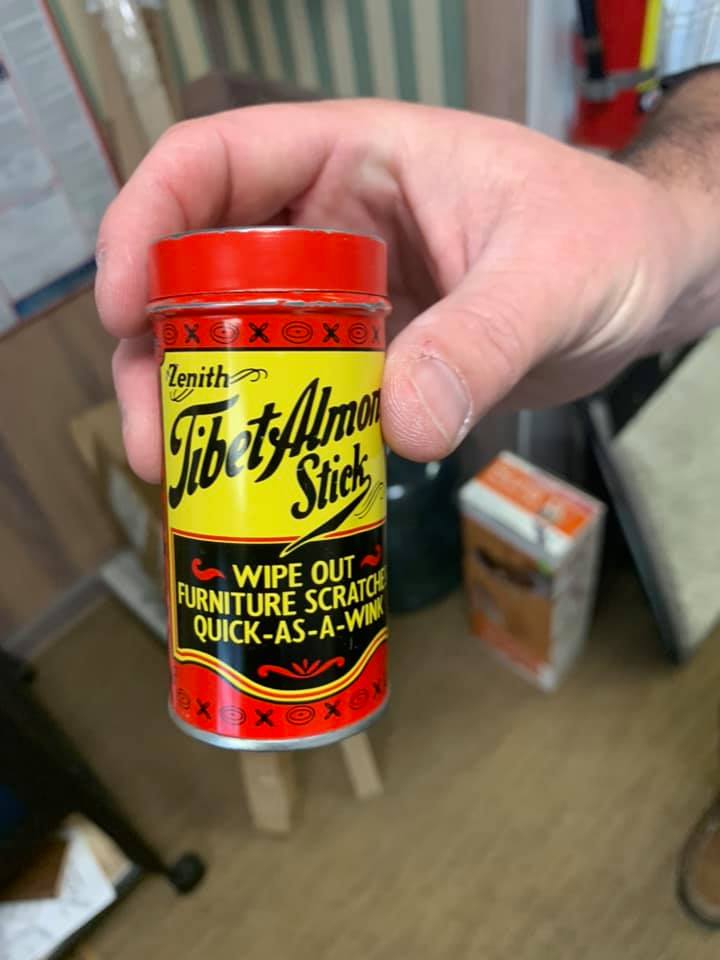 Zenith
Tibet Almon
Stick
WIPE OUT
FURNITURE SCRATCHE
QUICK-AS-A-WINK